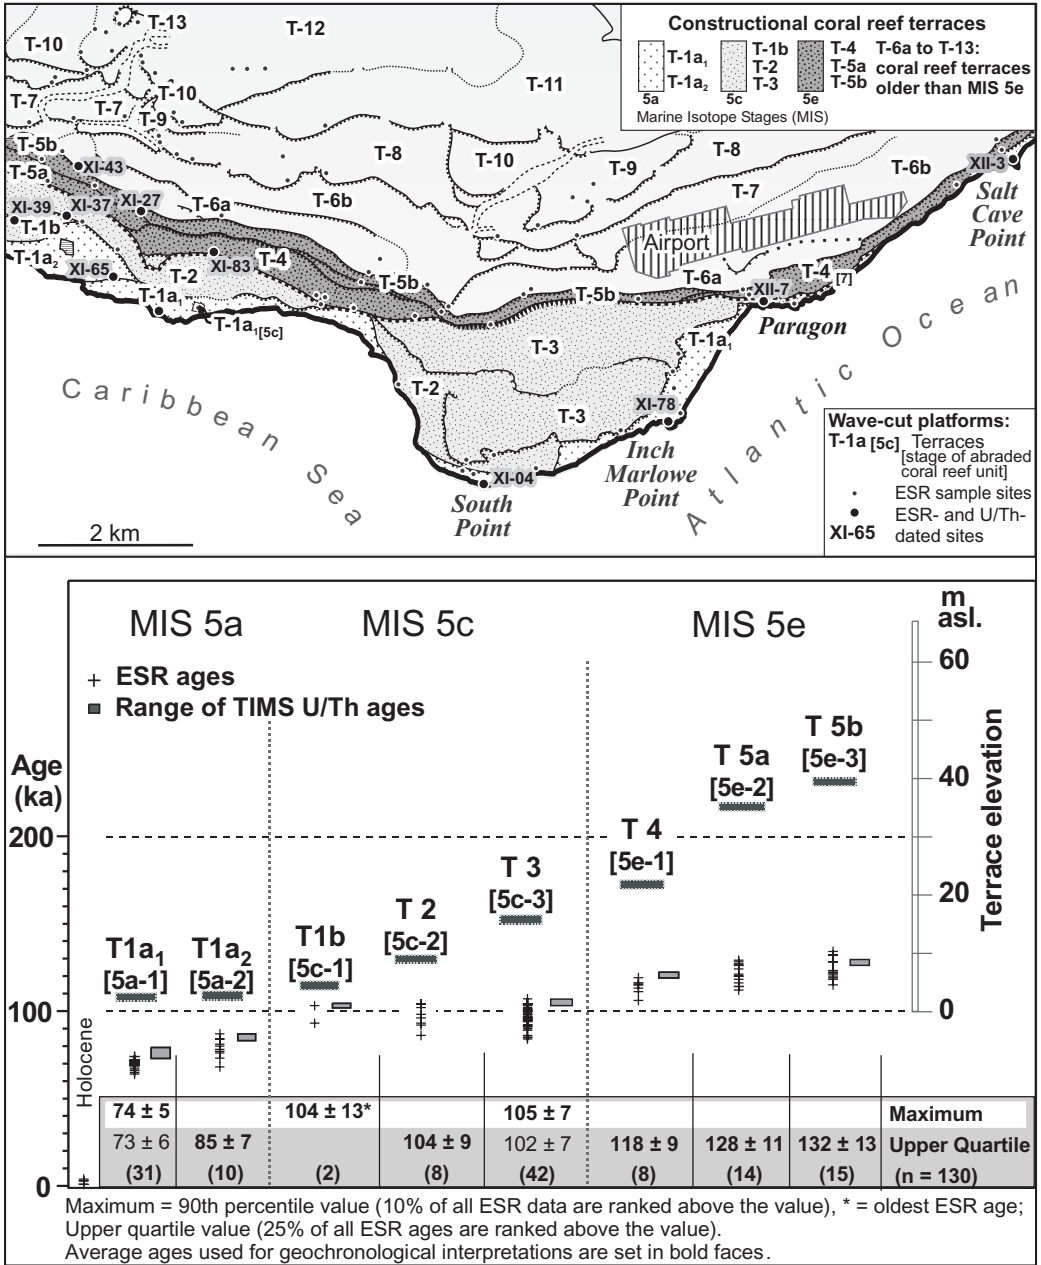 T-13
T-12
T-10
T-11
T-7
T-7
T-10
T-9
T-8
T-10
T-9
T-8
T-7
T-6b
T-5b
T-5a
XI-43
XI-39
XI-37
XI-27
T-6a
T-6b
T-1b
T-1a2
XI-65
XI-83
T-4
T-2
T-1a1
T-1a1[5c]
T-5b
T-5b
Airport
T-6a
XII-7
T-4
[7]
XII-3
Salt
Cave
Point
Paragon
T-3
T-1a1
T-2
T-3
XI-78
XI-04
South
Point
Inch
Marlowe
Point
Caribbean Sea
Atlantic Ocean
2 km
Constructional coral reef terraces
T-1a1
T-1a2
5a
T-1b
T-2
T-3
5c
T-4
T-5a
T-5b
5e
T-6a to T-13:
coral reef terraces
older than MIS 5e
Marine Isotope Stages (MIS)
Wave-cut platforms:
T-1a [5c] Terraces
[stage of abraded
coral reef unit]
ESR sample sites
ESR- and U/Th-
XI-65 dated sites
MIS 5a
MIS 5c
MIS 5e
m
asl.
60
40
20
0
Terrace elevation
+ ESR ages
Range of TIMS U/Th ages
Age
(ka)
200
100
0
Holocene
T1a1
[5a-1]
T1a2
[5a-2]
T1b
[5c-1]
T 2
[5c-2]
T 3
[5c-3]
T 4
[5e-1]
T 5a
[5e-2]
T 5b
[5e-3]
74 ± 5 104 ± 13* 105 ± 7 Maximum
73 ± 6 85 ± 7 104 ± 9 102 ± 7 118 ± 9 128 ± 11 132 ± 13 Upper Quartile
(31) (10) (2) (8) (42) (8) (14) (15) (n = 130)
Maximum = 90th percentile value (10% of all ESR data are ranked above the value), * = oldest ESR age;
Upper quartile value (25% of all ESR ages are ranked above the value).
Average ages used for geochronological interpretations are set in bold faces.